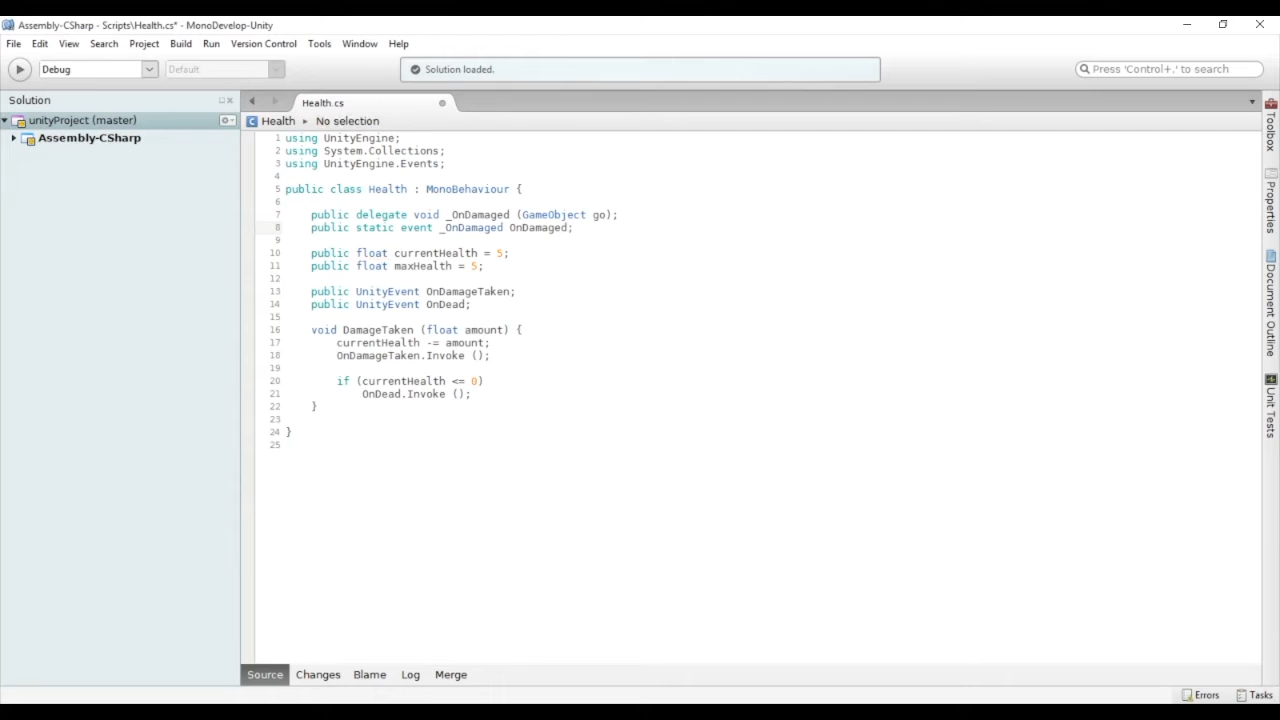 Assembly-CSharp - Scripts\Health.cs* - MonoDevelop-Unity
File Edit View Search Project Build Run Version Control Tools Window Help
Debug Default Solution loaded. Press 'Control+.' to search
Solution
unityProject (master)
Assembly-CSharp
Health.cs
Health No selection
1 using UnityEngine;
2 using System.Collections;
3 using UnityEngine.Events;
4
5 public class Health : MonoBehaviour {
6
7 public delegate void _OnDamaged (GameObject go);
8 public static event _OnDamaged OnDamaged;
9
10 public float currentHealth = 5;
11 public float maxHealth = 5;
12
13 public UnityEvent OnDamageTaken;
14 public UnityEvent OnDead;
15
16 void DamageTaken (float amount) {
17 currentHealth -= amount;
18 OnDamageTaken.Invoke ();
19
20 if (currentHealth <= 0)
21 OnDead.Invoke ();
22 }
23
24 }
25
Toolbox
Properties
Document Outline
Unit Tests
Source Changes Blame Log Merge
Errors Tasks